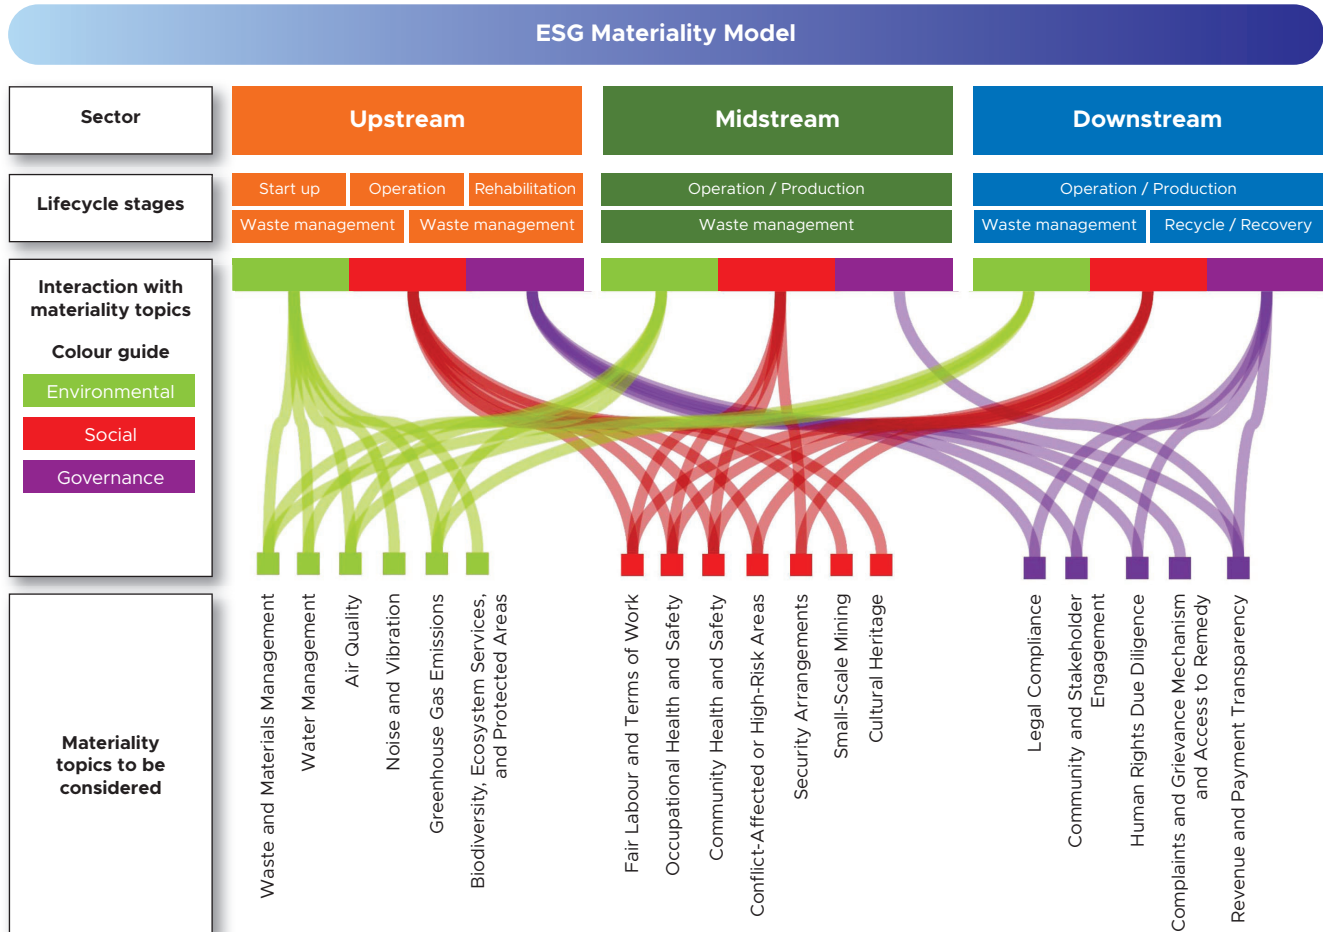 ESG Materiality Model
Sector
Upstream
Midstream
Downstream
Lifecycle stages
Start up
Operation
Rehabilitation
Waste management
Waste management
Operation / Production
Waste management
Operation / Production
Waste management
Recycle / Recovery
Interaction with
materiality topics
Colour guide
Environmental
Social
Governance
Materiality
topics to be
considered
Waste and Materials Management
Water Management
Air Quality
Noise and Vibration
Greenhouse Gas Emissions
Biodiversity, Ecosystem Services,
and Protected Areas
Fair Labour and Terms of Work
Occupational Health and Safety
Community Health and Safety
Conflict-Affected or High-Risk Areas
Security Arrangements
Small-Scale Mining
Cultural Heritage
Legal Compliance
Community and Stakeholder
Engagement
Human Rights Due Diligence
Complaints and Grievance Mechanism
and Access to Remedy
Revenue and Payment Transparency